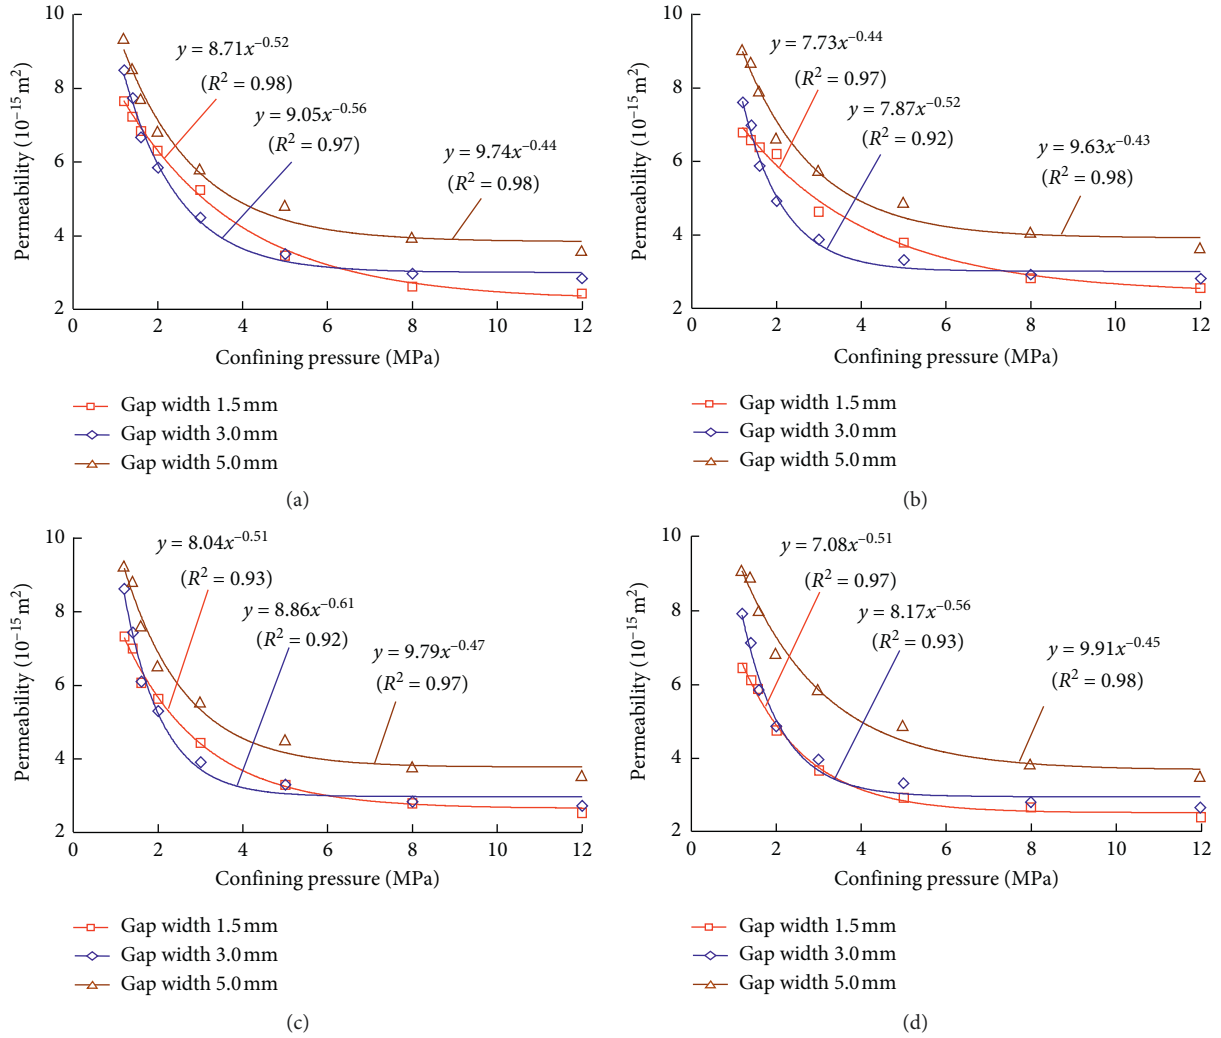 10
8
6
4
2
Permeability (10⁻¹⁵ m²)
y = 8.71x⁻⁰·⁵²
(R² = 0.98)
y = 9.05x⁻⁰·⁵⁶
(R² = 0.97)
y = 9.74x⁻⁰·⁴⁴
(R² = 0.98)
0 2 4 6 8 10 12
Confining pressure (MPa)
Gap width 1.5 mm
Gap width 3.0 mm
Gap width 5.0 mm
(a)
10
8
6
4
2
Permeability (10⁻¹⁵ m²)
y = 7.73x⁻⁰·⁴⁴
(R² = 0.97)
y = 7.87x⁻⁰·⁵²
(R² = 0.92)
y = 9.63x⁻⁰·⁴³
(R² = 0.98)
0 2 4 6 8 10 12
Confining pressure (MPa)
Gap width 1.5 mm
Gap width 3.0 mm
Gap width 5.0 mm
(b)
10
8
6
4
2
Permeability (10⁻¹⁵ m²)
y = 8.04x⁻⁰·⁵¹
(R² = 0.93)
y = 8.86x⁻⁰·⁶¹
(R² = 0.92)
y = 9.79x⁻⁰·⁴⁷
(R² = 0.97)
0 2 4 6 8 10 12
Confining pressure (MPa)
Gap width 1.5 mm
Gap width 3.0 mm
Gap width 5.0 mm
(c)
10
8
6
4
2
Permeability (10⁻¹⁵ m²)
y = 7.08x⁻⁰·⁵¹
(R² = 0.97)
y = 8.17x⁻⁰·⁵⁶
(R² = 0.93)
y = 9.91x⁻⁰·⁴⁵
(R² = 0.98)
0 2 4 6 8 10 12
Confining pressure (MPa)
Gap width 1.5 mm
Gap width 3.0 mm
Gap width 5.0 mm
(d)